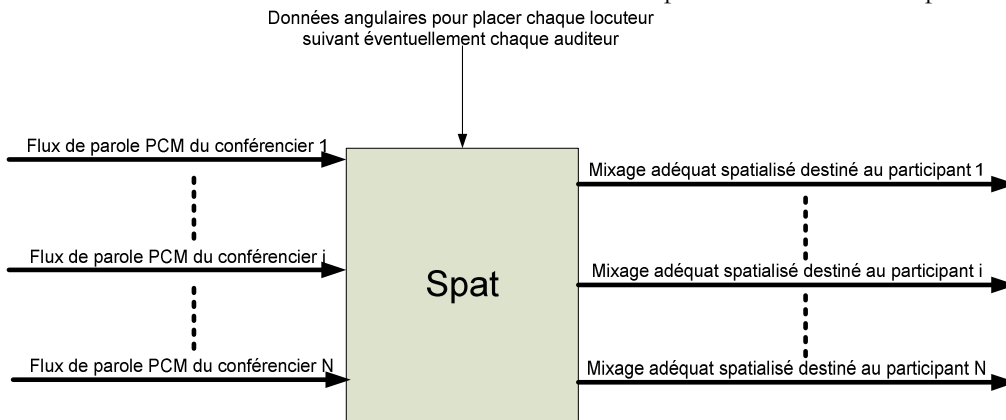 Données angulaires pour placer chaque locuteur
suivant éventuellement chaque auditeur
Flux de parole PCM du conférencier 1
Mixage adéquat spatialisé destiné au participant 1
Flux de parole PCM du conférencier i
Spat
Mixage adéquat spatialisé destiné au participant i
Flux de parole PCM du conférencier N
Mixage adéquat spatialisé destiné au participant N